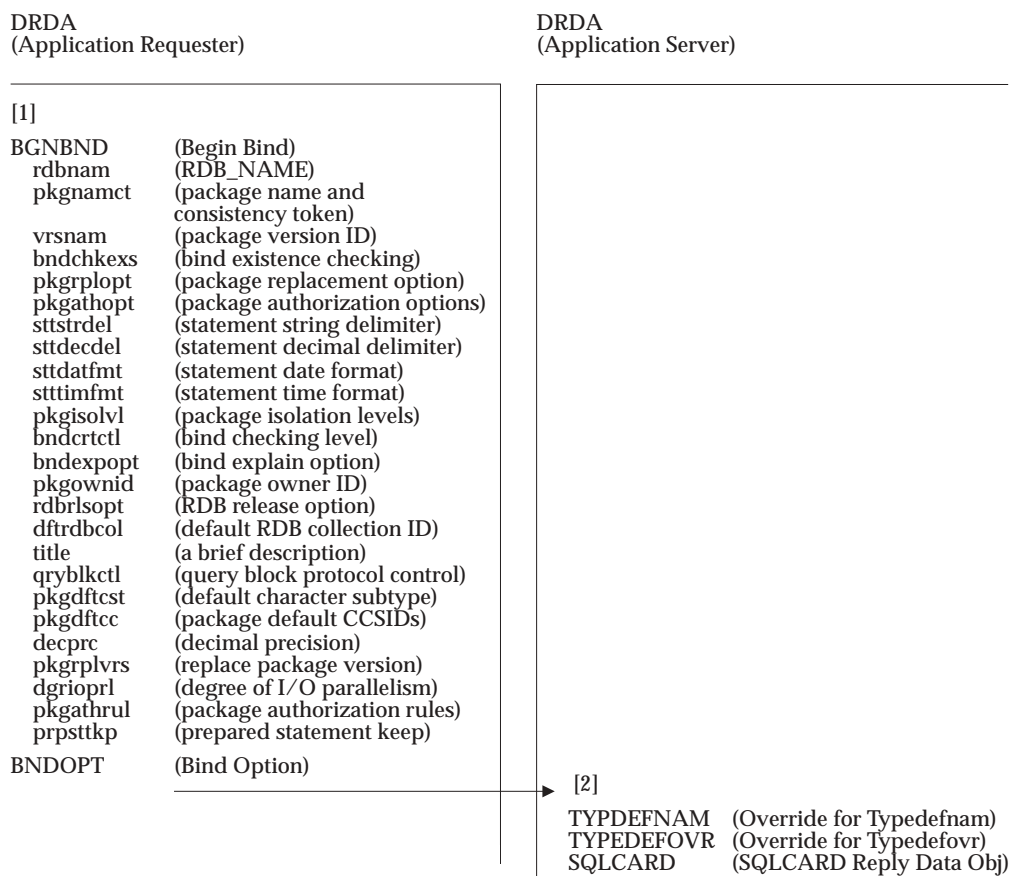 DRDA
(Application Requester)
DRDA
(Application Server)
[1]
BGNBND (Begin Bind)
rdbnam (RDB_NAME)
pkgnamct (package name and
consistency token)
vrsnam (package version ID)
bndchkexs (bind existence checking)
pkgrplopt (package replacement option)
pkgathopt (package authorization options)
sttstrdel (statement string delimiter)
sttdecdel (statement decimal delimiter)
sttdatfmt (statement date format)
stttimfmt (statement time format)
pkgisolvl (package isolation levels)
bndcrtctl (bind checking level)
bndexpopt (bind explain option)
pkgownid (package owner ID)
rdbrlsopt (RDB release option)
dftrdbcol (default RDB collection ID)
title (a brief description)
qryblkctl (query block protocol control)
pkgdftcst (default character subtype)
pkgdftcc (package default CCSIDs)
decprc (decimal precision)
pkgrplvrs (replace package version)
dgrioprl (degree of I/O parallelism)
pkgathrul (package authorization rules)
prpsttkp (prepared statement keep)
BNDOPT (Bind Option)
[2]
TYPDEFNAM (Override for Typedefnam)
TYPEDEFOVR (Override for Typedefovr)
SQLCARD (SQLCARD Reply Data Obj)